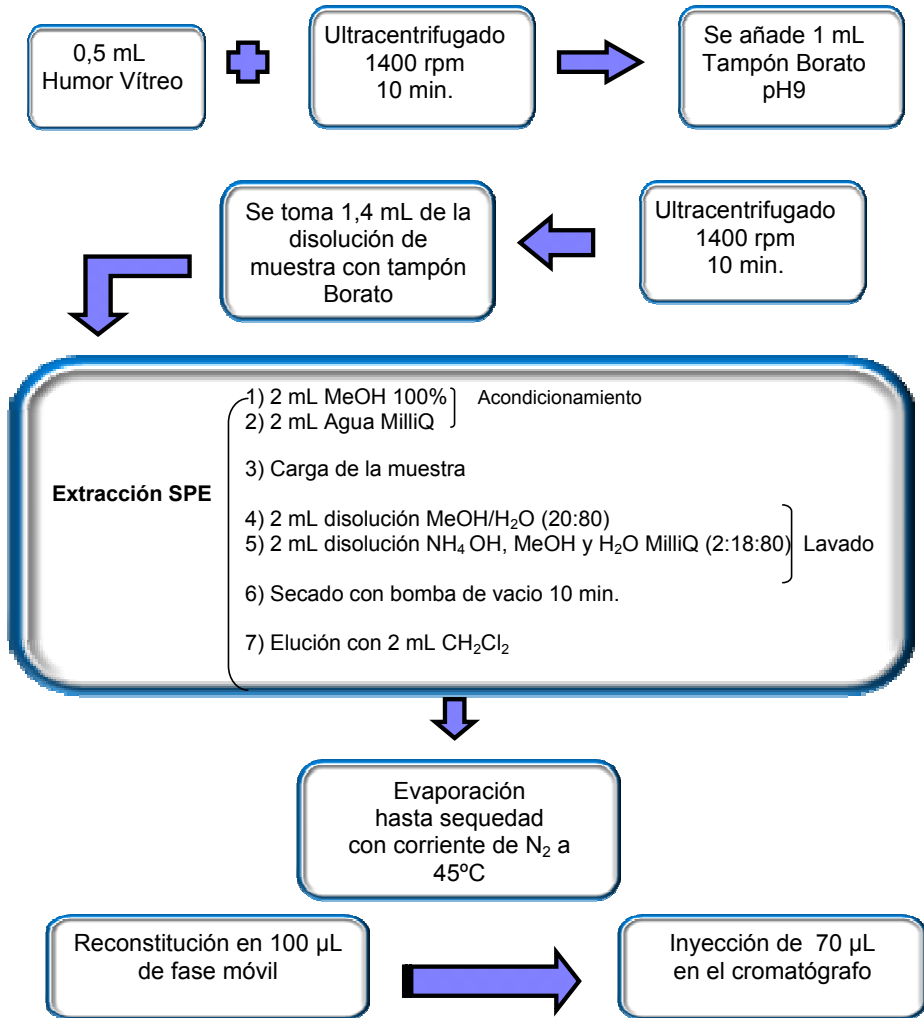 0,5 mL
Humor Vítreo
Ultracentrifugado
1400 rpm
10 min.
Se añade 1 mL
Tampón Borato
pH9
Ultracentrifugado
1400 rpm
10 min.
Se toma 1,4 mL de la
disolución de
muestra con tampón
Borato
Extracción SPE
1) 2 mL MeOH 100%
2) 2 mL Agua MilliQ
Acondicionamiento
3) Carga de la muestra
4) 2 mL disolución MeOH/H₂O (20:80)
5) 2 mL disolución NH₄ OH, MeOH y H₂O MilliQ (2:18:80)
Lavado
6) Secado con bomba de vacio 10 min.
7) Elución con 2 mL CH₂Cl₂
Evaporación
hasta sequedad
con corriente de N₂ a
45ºC
Reconstitución en 100 µL
de fase móvil
Inyección de 70 µL
en el cromatógrafo